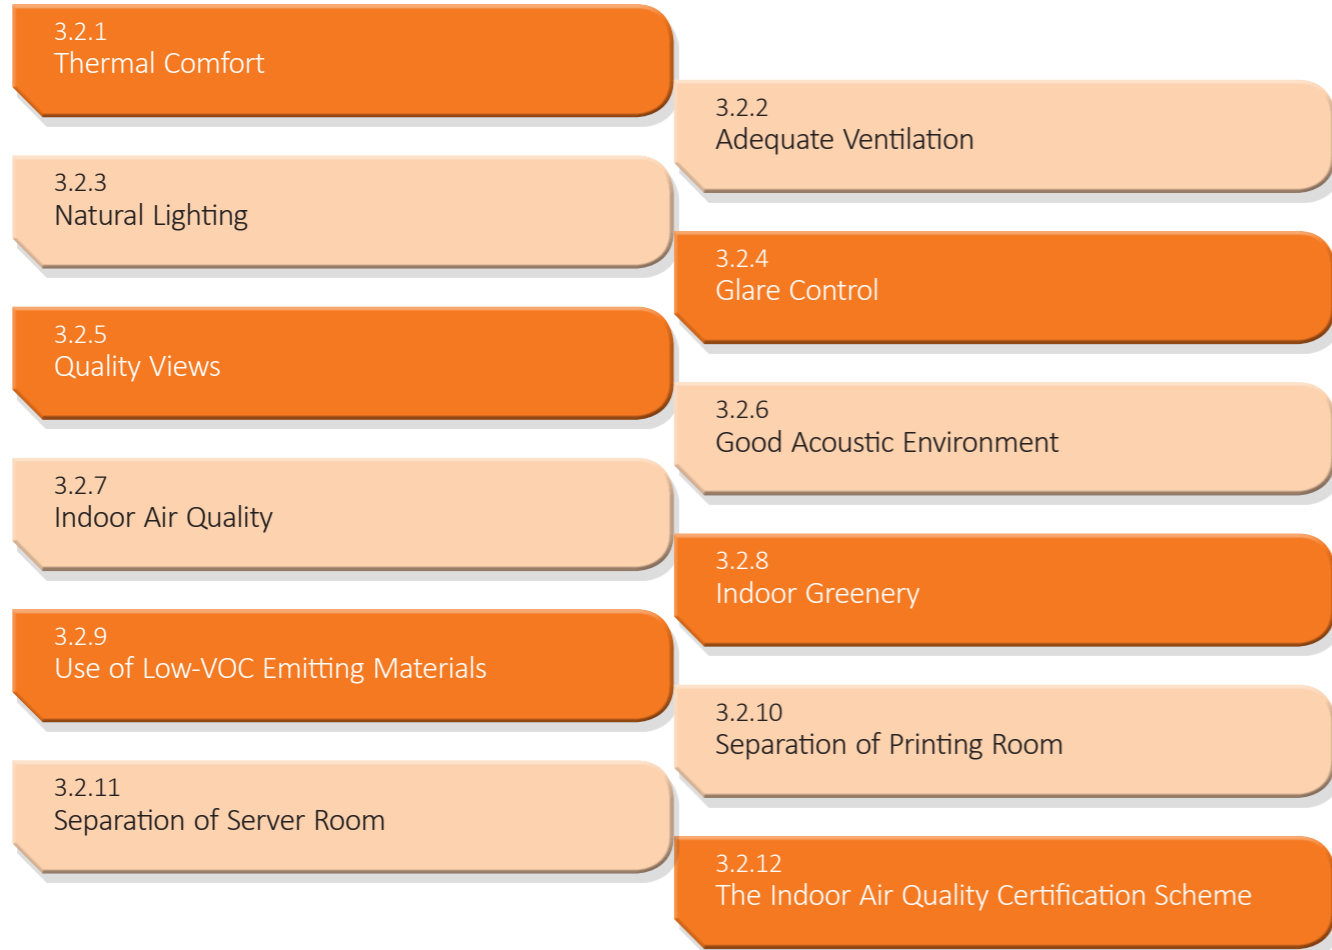 3.2.1
Thermal Comfort
3.2.2
Adequate Ventilation
3.2.3
Natural Lighting
3.2.4
Glare Control
3.2.5
Quality Views
3.2.6
Good Acoustic Environment
3.2.7
Indoor Air Quality
3.2.8
Indoor Greenery
3.2.9
Use of Low-VOC Emitting Materials
3.2.10
Separation of Printing Room
3.2.11
Separation of Server Room
3.2.12
The Indoor Air Quality Certification Scheme